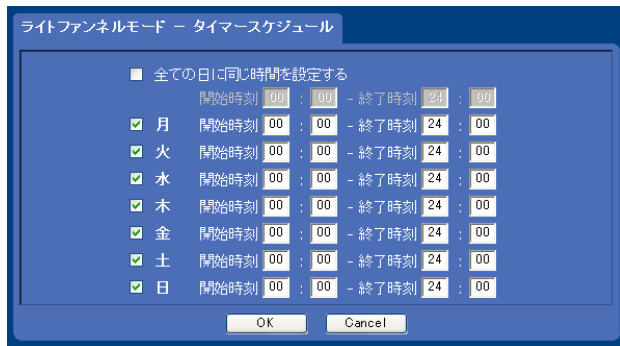 ライトファンネルモード － タイマースケジュール
全ての日に同じ時間を設定する
開始時刻 00 : 00 - 終了時刻 24 : 00
月 開始時刻 00 : 00 - 終了時刻 24 : 00
火 開始時刻 00 : 00 - 終了時刻 24 : 00
水 開始時刻 00 : 00 - 終了時刻 24 : 00
木 開始時刻 00 : 00 - 終了時刻 24 : 00
金 開始時刻 00 : 00 - 終了時刻 24 : 00
土 開始時刻 00 : 00 - 終了時刻 24 : 00
日 開始時刻 00 : 00 - 終了時刻 24 : 00
OK Cancel